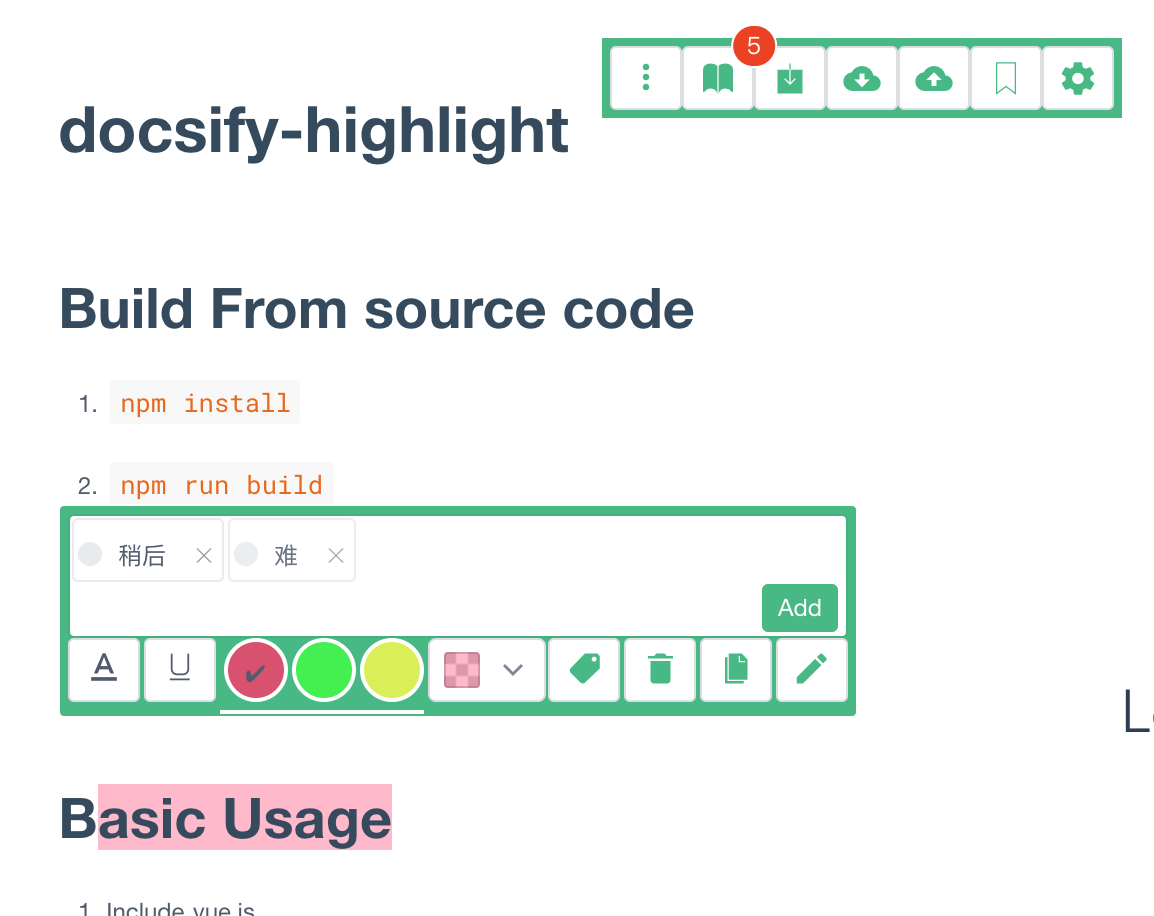 5
docsify-highlight
Build From source code
1. npm install
2. npm run build
稍后 难
Add
A U
Basic Usage
1. Include vue.js